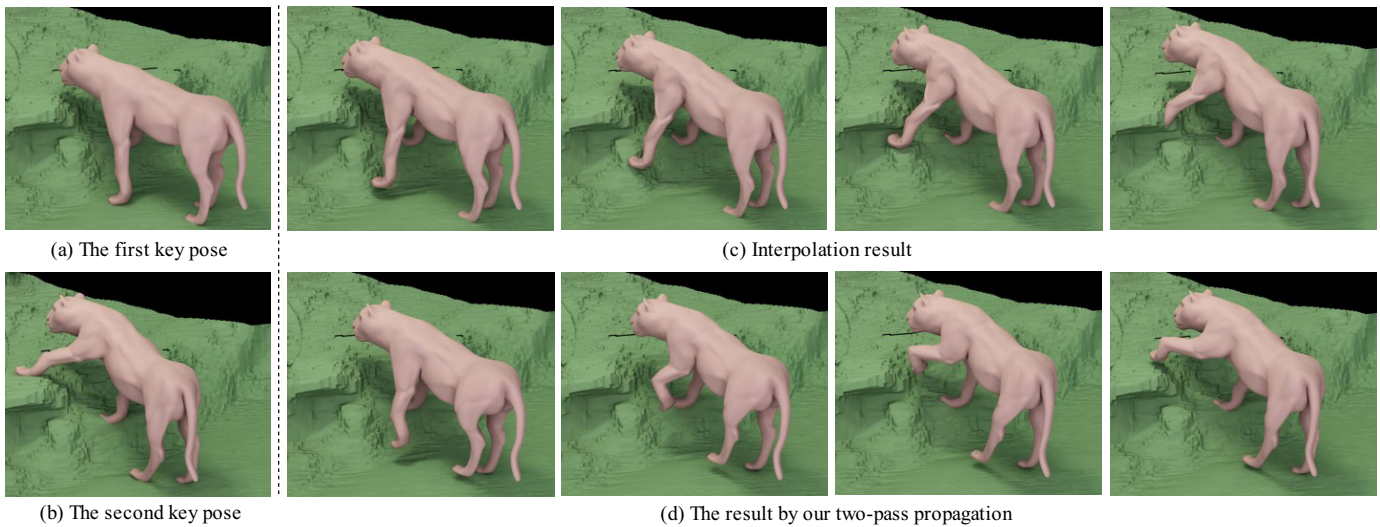 (a) The first key pose
(c) Interpolation result
(b) The second key pose
(d) The result by our two-pass propagation